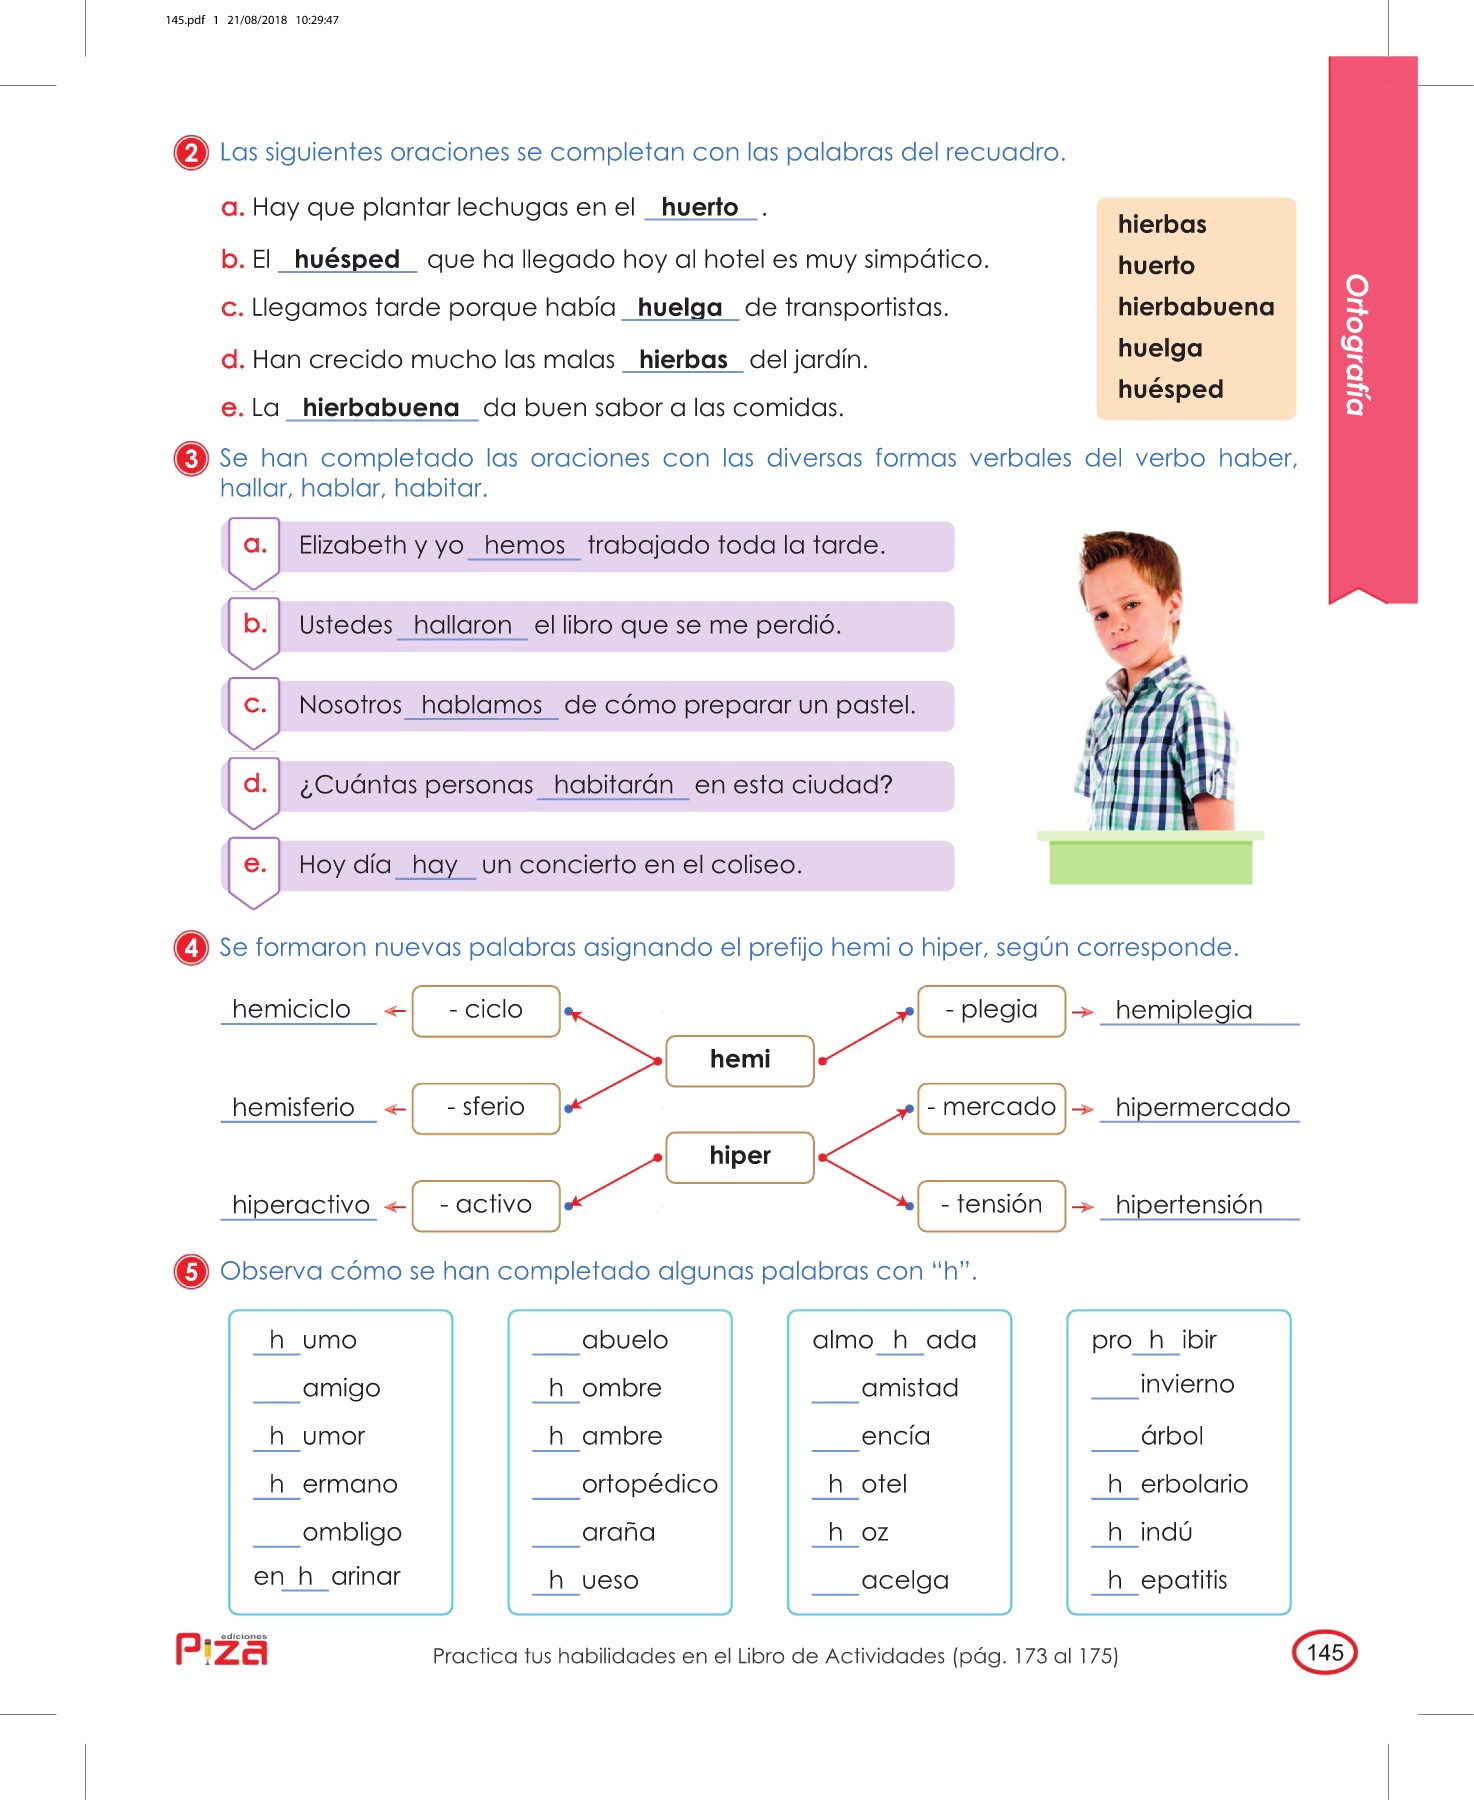 145.pdf 1 21/08/2018 10:29:47
Ortografía
2 Las siguientes oraciones se completan con las palabras del recuadro.
a. Hay que plantar lechugas en el huerto .
b. El huésped que ha llegado hoy al hotel es muy simpático.
c. Llegamos tarde porque había huelga de transportistas.
d. Han crecido mucho las malas hierbas del jardín.
e. La hierbabuena da buen sabor a las comidas.
hierbas
huerto
hierbabuena
huelga
huésped
3 Se han completado las oraciones con las diversas formas verbales del verbo haber,
hallar, hablar, habitar.
a. Elizabeth y yo hemos trabajado toda la tarde.
b. Ustedes hallaron el libro que se me perdió.
c. Nosotros hablamos de cómo preparar un pastel.
d. ¿Cuántas personas habitarán en esta ciudad?
e. Hoy día hay un concierto en el coliseo.
4 Se formaron nuevas palabras asignando el prefijo hemi o hiper, según corresponde.
hemiciclo - ciclo - plegia hemiplegia
hemi
hemisferio - sferio - mercado hipermercado
hiper
hiperactivo - activo - tensión hipertensión
5 Observa cómo se han completado algunas palabras con “h”.
h umo
___ amigo
h umor
h ermano
___ ombligo
en h arinar
___ abuelo
h ombre
h ambre
___ ortopédico
___ araña
h ueso
almo h ada
___ amistad
___ encía
h otel
h oz
___ acelga
pro h ibir
___ invierno
___ árbol
h erbolario
h indú
h epatitis
ediciones
Piza
Practica tus habilidades en el Libro de Actividades (pág. 173 al 175)
145